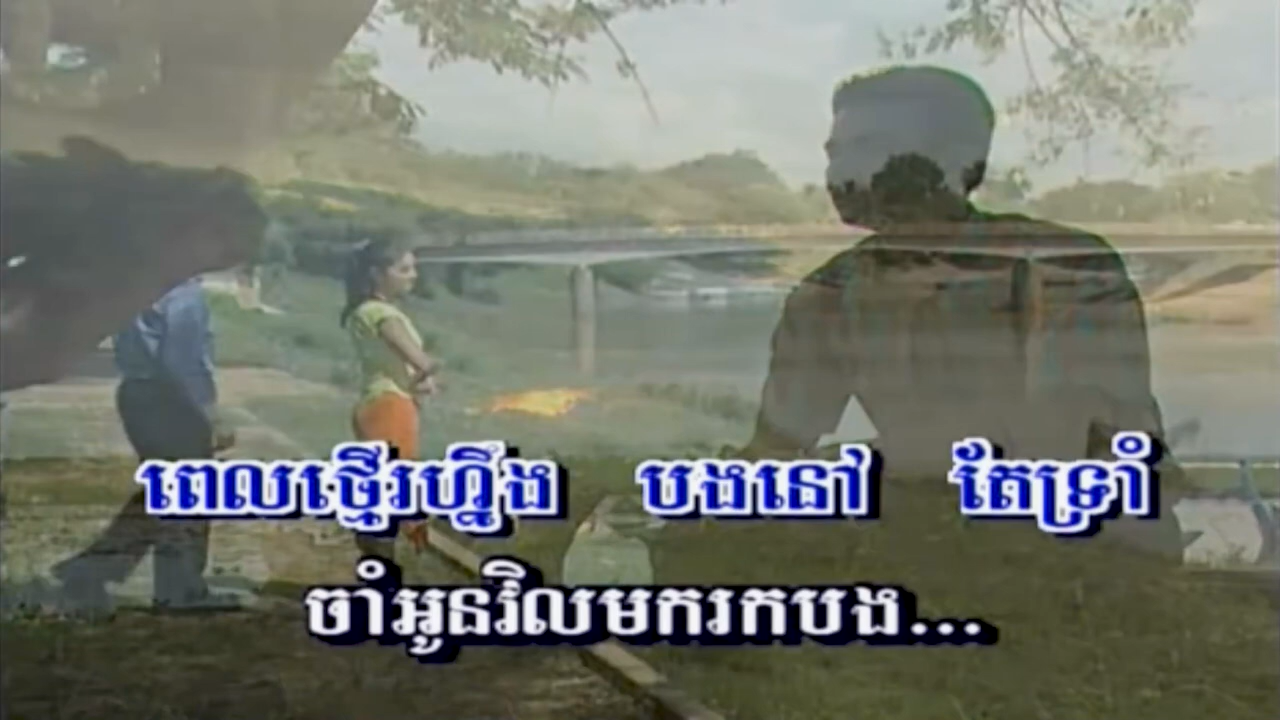 ពេលថ្មើរហ្នឹង បងនៅ តែទ្រាំ
ចាំអូនវិលមករកបង...